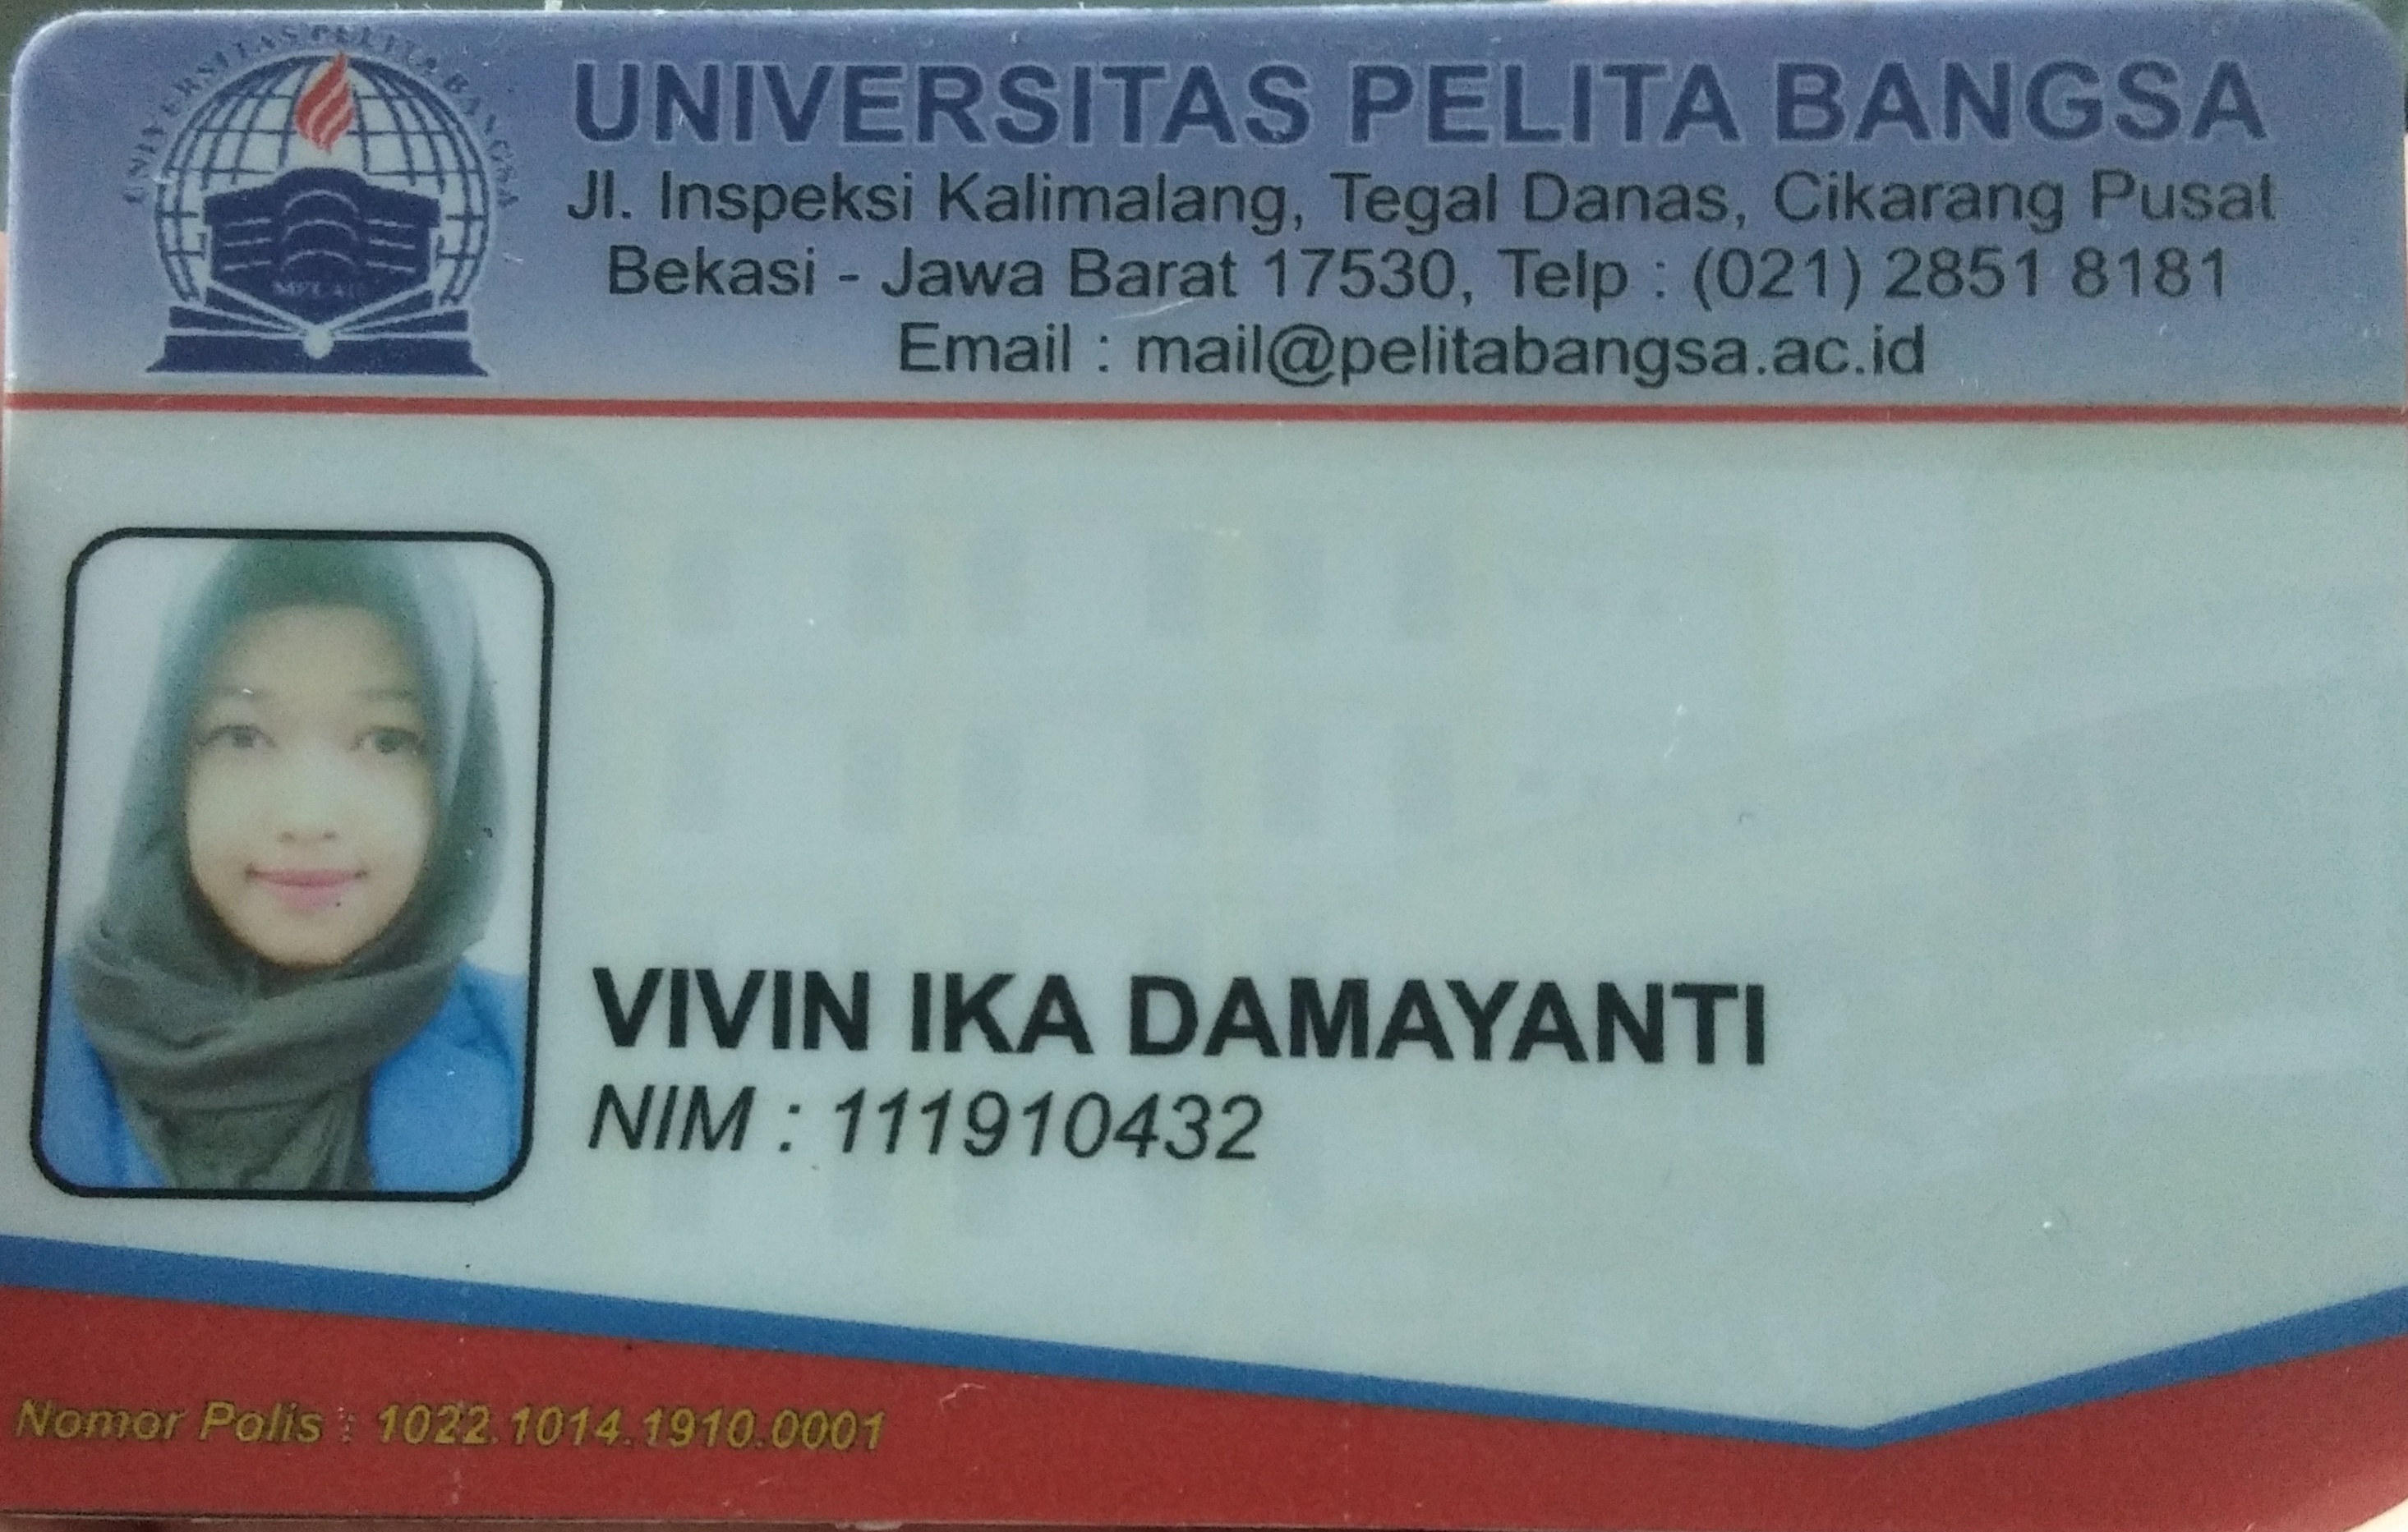 UNIVERSITAS PELITA BANGSA
UNIVERSITAS PELITA BANGSA
Jl. Inspeksi Kalimalang, Tegal Danas, Cikarang Pusat
Bekasi - Jawa Barat 17530, Telp : (021) 2851 8181
Email : mail@pelitabangsa.ac.id
VIVIN IKA DAMAYANTI
NIM : 111910432
Nomor Polis : 1022.1014.1910.0001